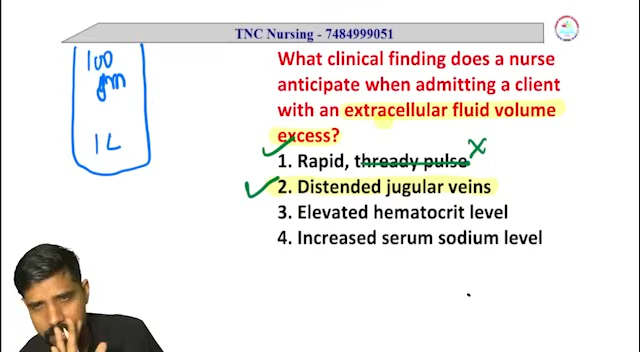 TNC Nursing - 7484999051
100
gm
1L
What clinical finding does a nurse
anticipate when admitting a client
with an extracellular fluid volume
excess?
1. Rapid, thready pulse
2. Distended jugular veins
3. Elevated hematocrit level
4. Increased serum sodium level